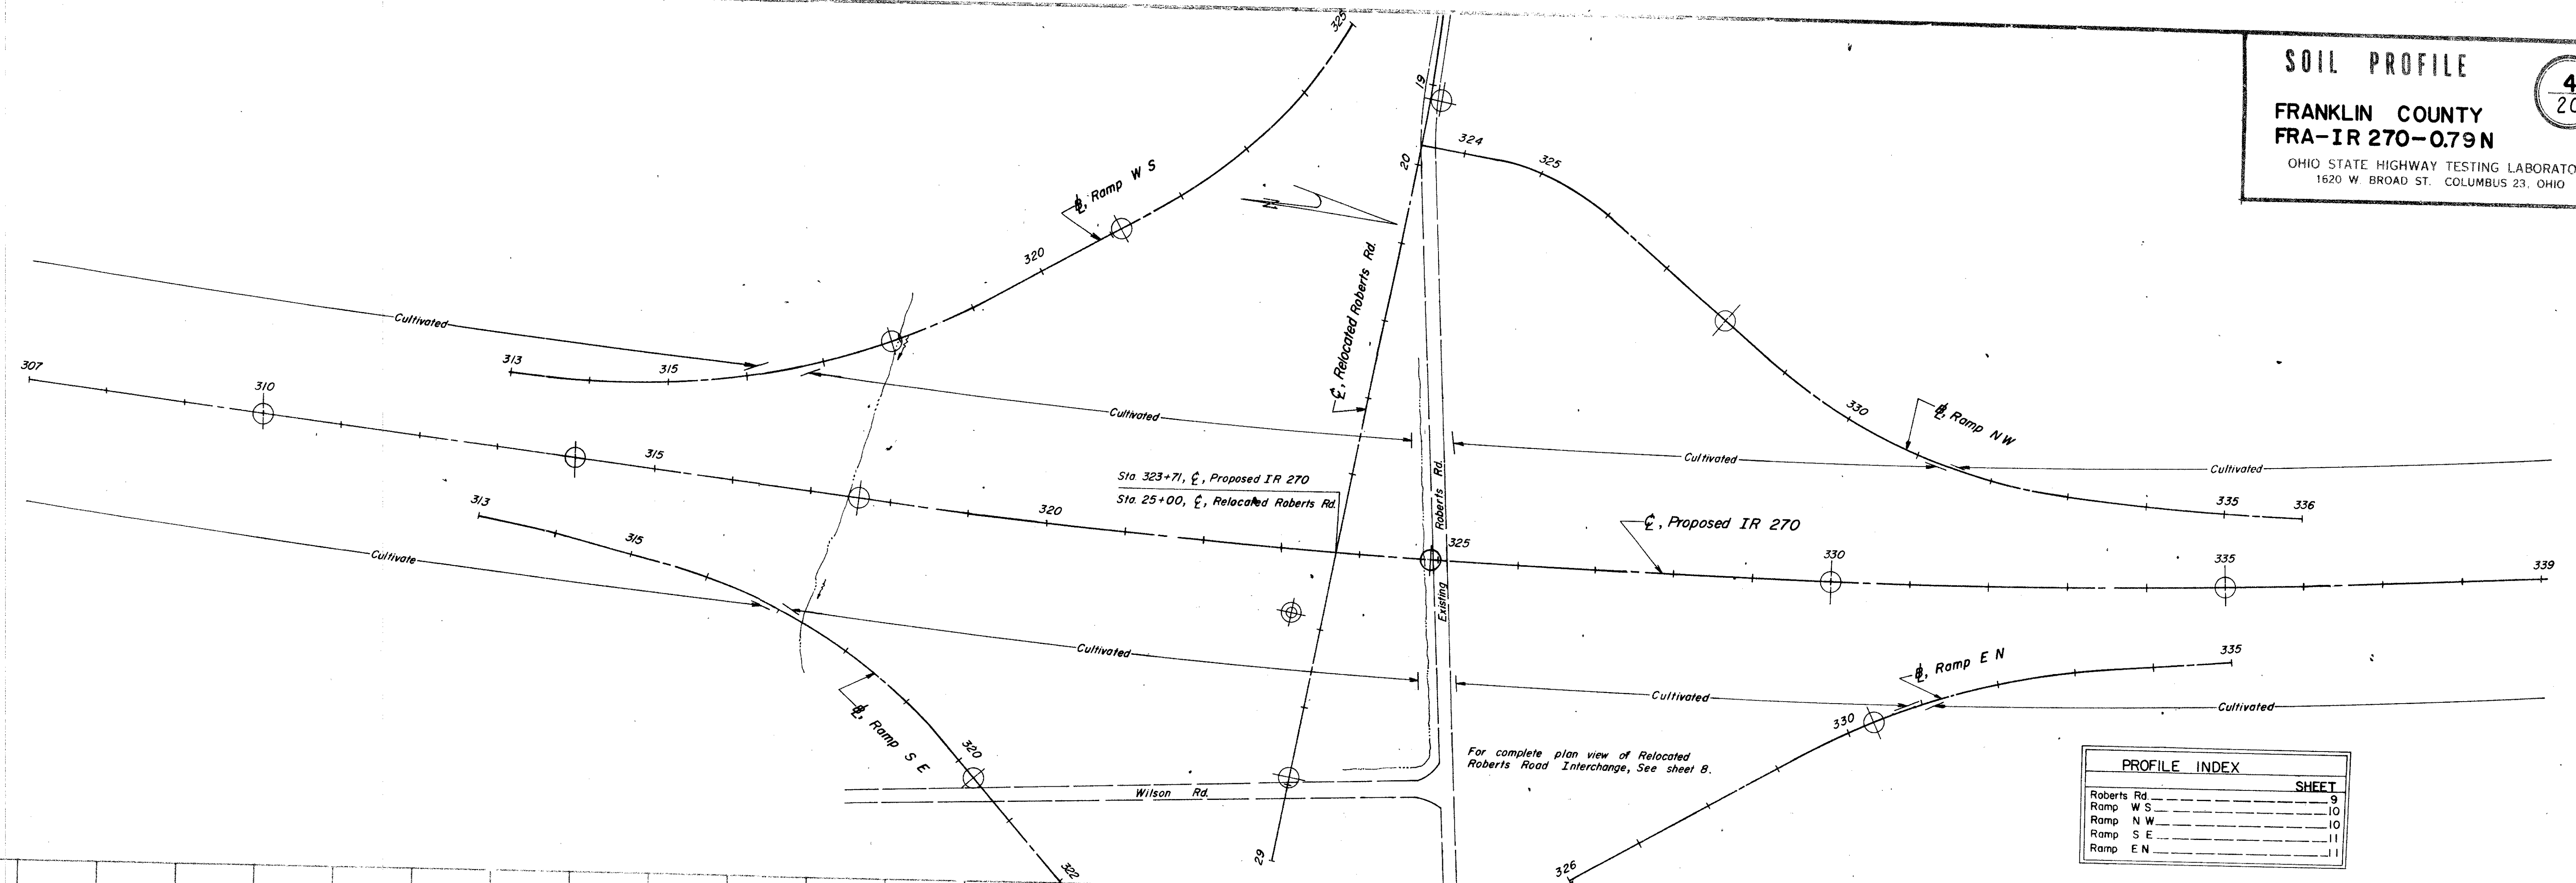 SOIL PROFILE
4
20
FRANKLIN COUNTY
FRA-IR 270-0.79 N
OHIO STATE HIGHWAY TESTING
1620 W. BROAD ST. COLUMBUS 23, OHIO
325
19
324
20
325
℄, Ramp W S
N
320
℄, Relocated Roberts Rd.
Cultivated
313
315
307
310
Cultivated
330
℄, Ramp NW
Cultivated
Cultivated
315
Sta. 323+71, ℄, Proposed IR 270
Sta. 25+00, ℄, Relocated Roberts Rd.
Existing Roberts Rd.
335
336
313
320
℄, Proposed IR 270
315
325
330
335
339
Cultivate
Cultivated
℄, Ramp E N
335
Cultivated
Cultivated
330
℄, Ramp S E
320
For complete plan view of Relocated
Roberts Road Interchange, See sheet 8.
Wilson Rd.
29
322
326
PROFILE INDEX
SHEET
Roberts Rd. 9
Ramp W S 10
Ramp N W 10
Ramp S E 11
Ramp E N 11